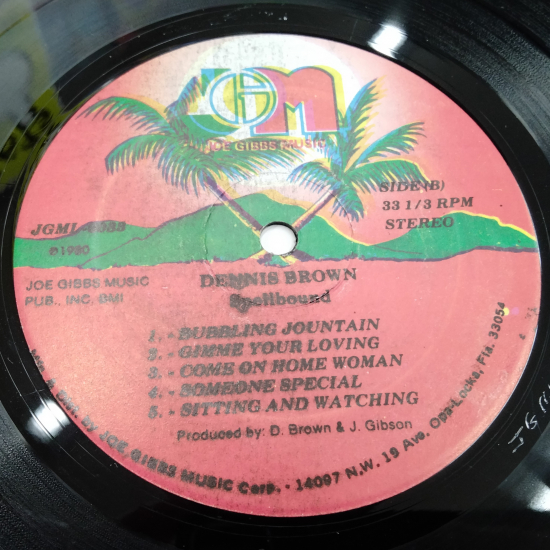 JGM
JOE GIBBS MUSIC
SIDE(B)
33 1/3 RPM
STEREO
℗1980
JOE GIBBS MUSIC
PUB., INC. BMI
DENNIS BROWN
Spellbound
1. - BUBBLING JOUNTAIN
2. - GIMME YOUR LOVING
3. - COME ON HOME WOMAN
4. - SOMEONE SPECIAL
5. - SITTING AND WATCHING
Produced by: D. Brown & J. Gibson
by JOE GIBBS MUSIC Corp. - 14097 N.W. 19 Ave. Opa-Locka, Fla. 33054